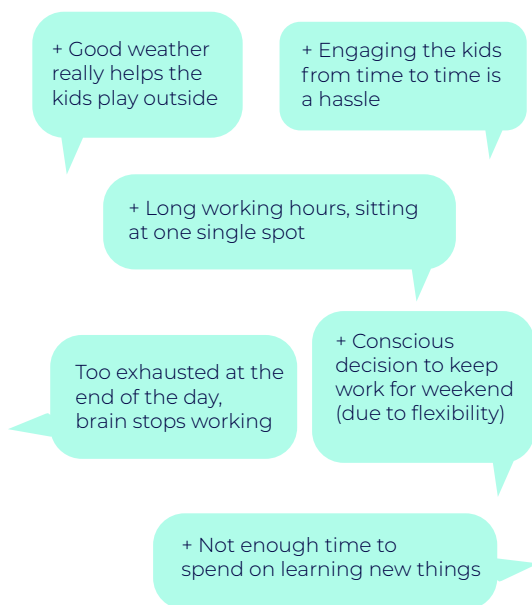 + Good weather
really helps the
kids play outside
+ Engaging the kids
from time to time is
a hassle
+ Long working hours, sitting
at one single spot
+ Conscious
decision to keep
work for weekend
(due to flexibility)
Too exhausted at the
end of the day,
brain stops working
+ Not enough time to
spend on learning new things